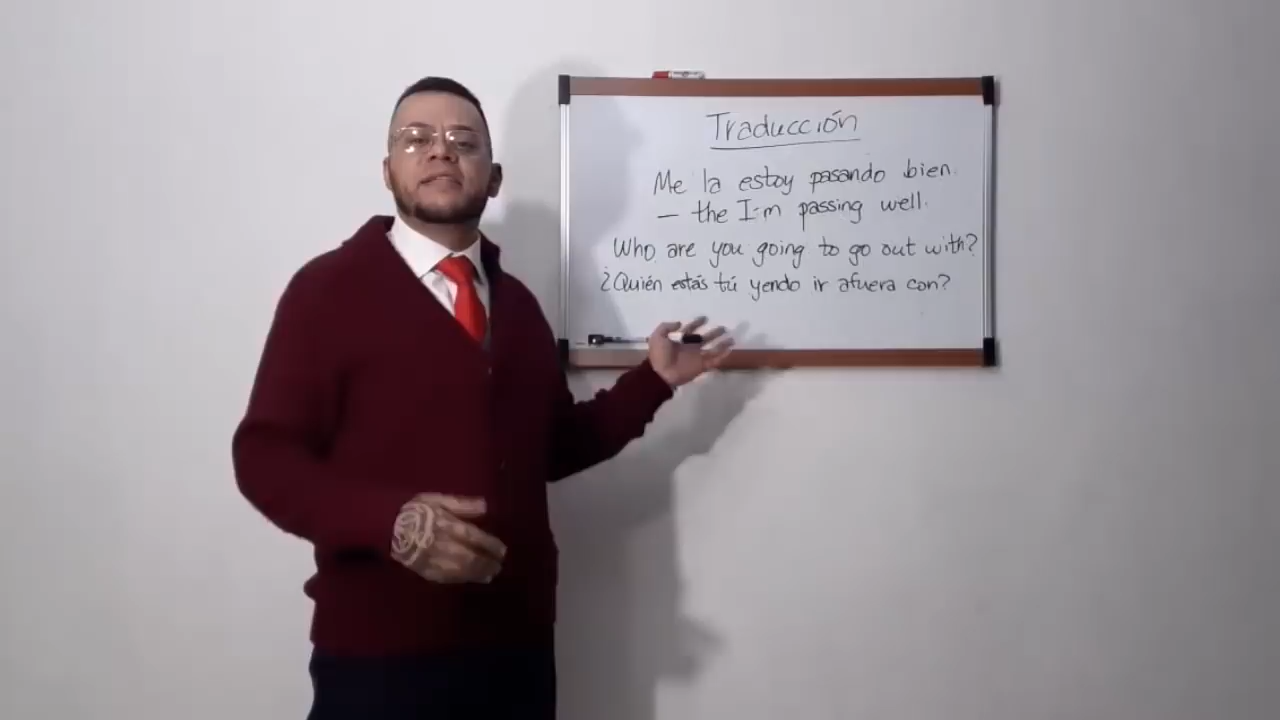 Traducción
Me la estoy pasando bien.
— the I'm passing well.
Who are you going to go out with?
¿Quién estás tú yendo ir afuera con?